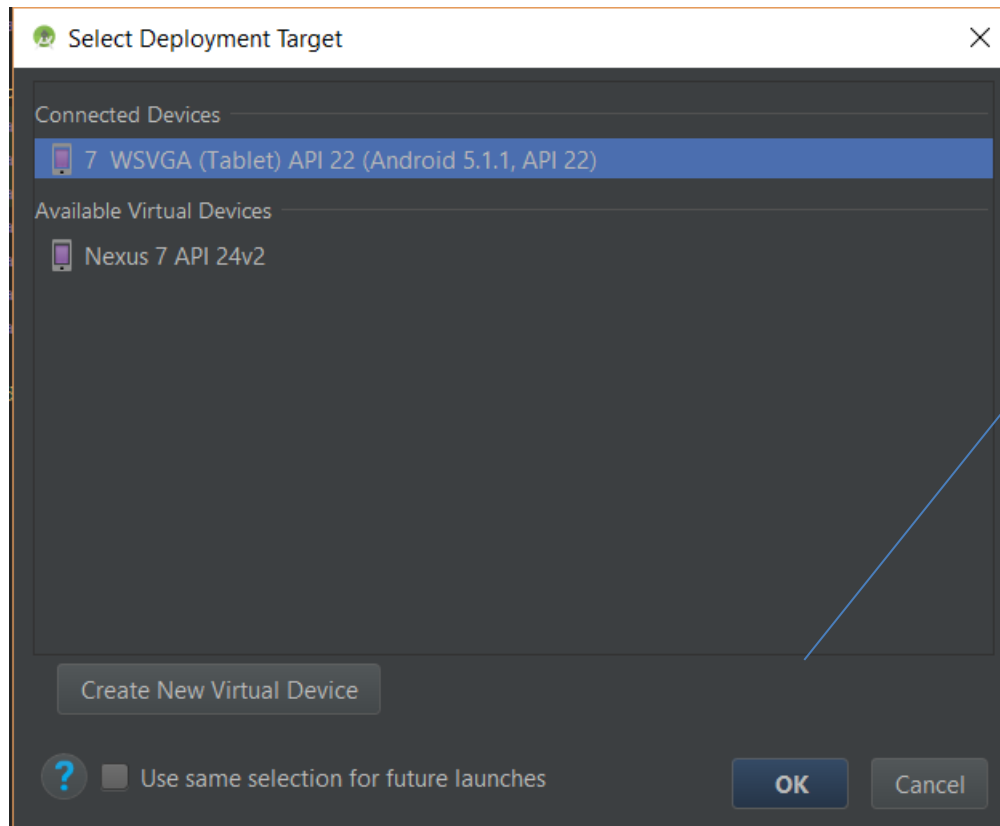 Select Deployment Target
Connected Devices
7 WSVGA (Tablet) API 22 (Android 5.1.1, API 22)
Available Virtual Devices
Nexus 7 API 24v2
Create New Virtual Device
? Use same selection for future launches
OK Cancel